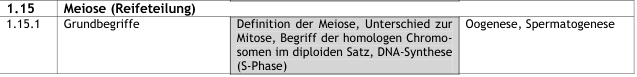 1.15 Meiose (Reifeteilung)
1.15.1 Grundbegriffe Definition der Meiose, Unterschied zur Oogenese, Spermatogenese
Mitose, Begriff der homologen Chromo-
somen im diploiden Satz, DNA-Synthese
(S-Phase)